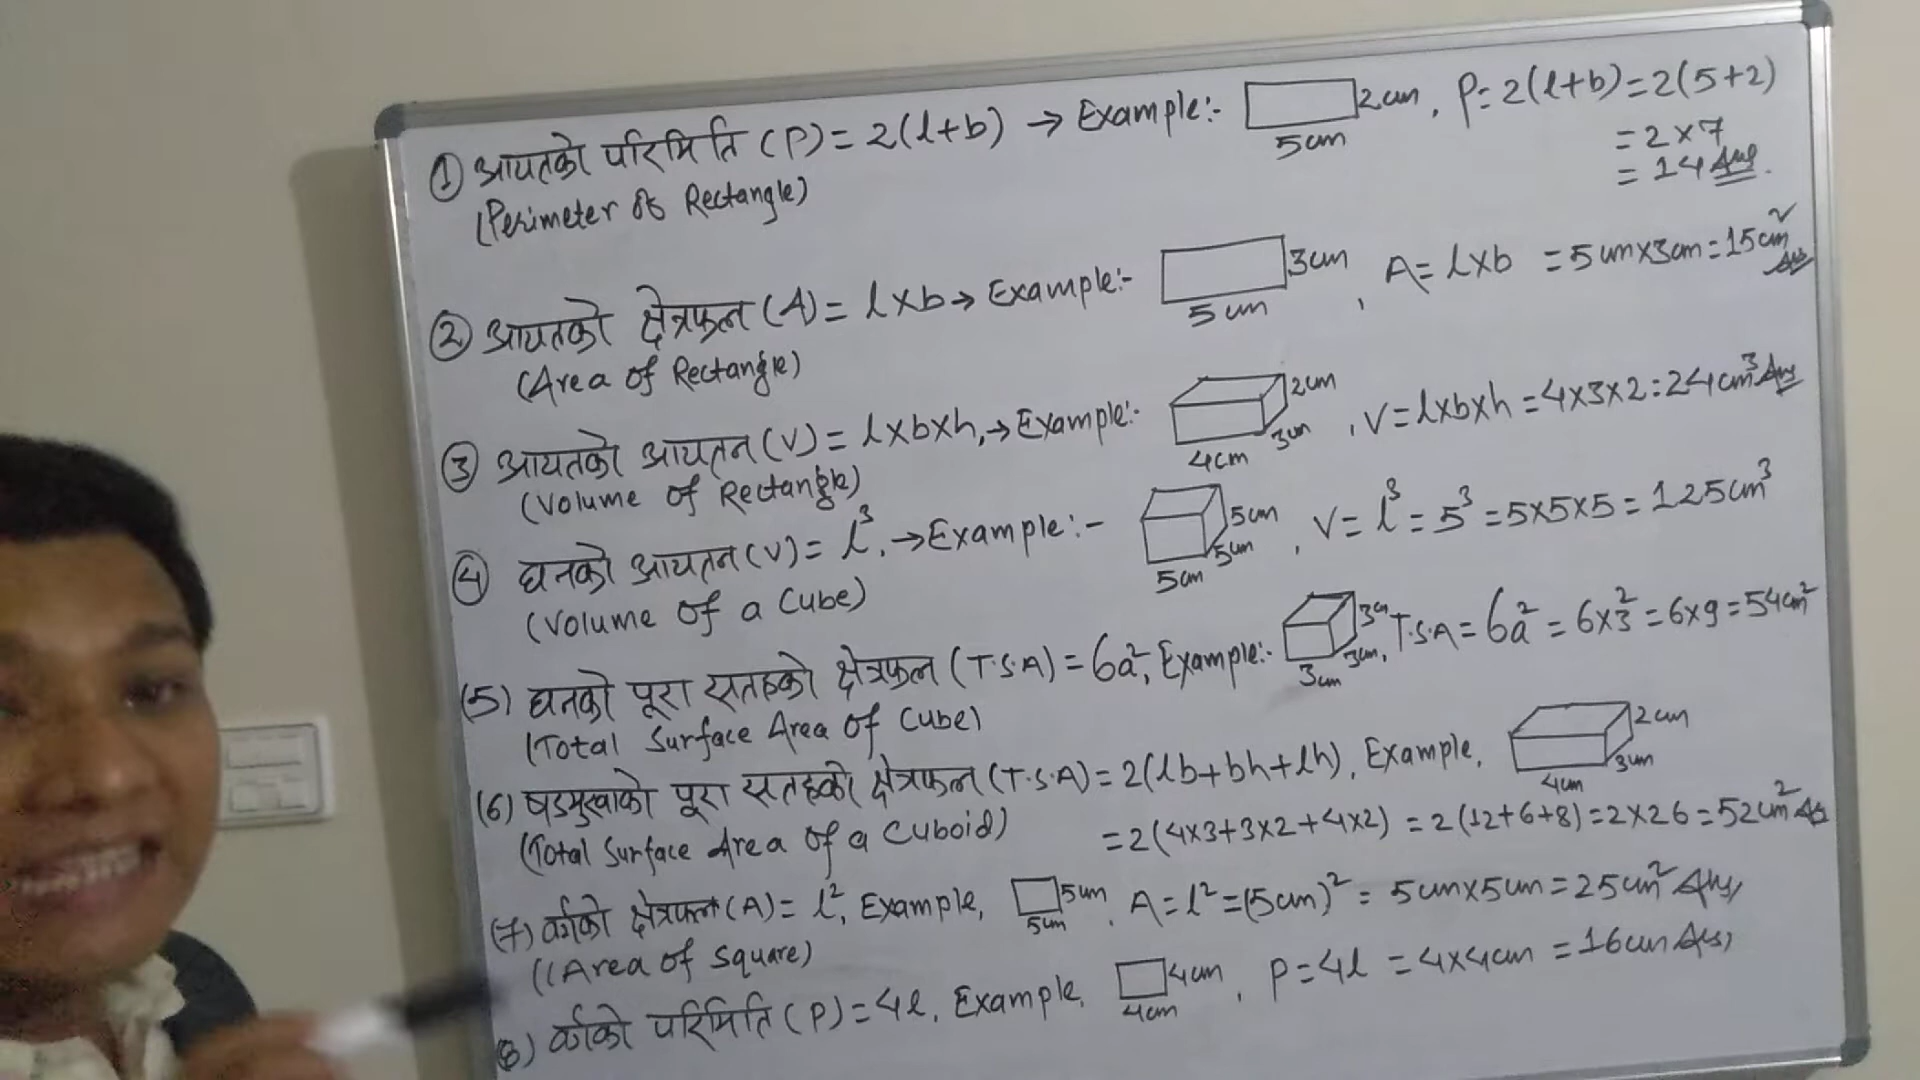 ① आयतको परिमिति (P) = 2(l+b) → Example:- 2cm, P = 2(l+b) = 2(5+2)
5cm
= 2×7
= 14 Ans.
(Perimeter of Rectangle)
② आयतको क्षेत्रफल (A) = l×b → Example:- 3cm, A = l×b = 5cm×3cm = 15cm² Ans
5cm
(Area of Rectangle)
③ आयतको आयतन (V) = l×b×h, → Example:- 2cm, V = l×b×h = 4×3×2 = 24cm³ Ans
4cm 3cm
(Volume of Rectangle)
④ घनको आयतन (V) = l³, → Example:- 5cm, V = l³ = 5³ = 5×5×5 = 125cm³
5cm 5cm
(Volume of a Cube)
(5) घनको पूरा सतहको क्षेत्रफल (T.S.A) = 6a², Example:- T.S.A = 6a² = 6×3² = 6×9 = 54cm²
3cm 3cm,
(Total Surface Area of Cube)
(6) षडमुखाको पूरा सतहको क्षेत्रफल (T.S.A) = 2(lb+bh+lh), Example, 2cm
4cm 3cm
(Total Surface Area of a Cuboid) = 2(4×3+3×2+4×2) = 2(12+6+8) = 2×26 = 52cm² As
(7) वर्गको क्षेत्रफल (A) = l², Example, 5cm, A = l² = (5cm)² = 5cm×5cm = 25cm² Ans,
5cm
((Area of Square)
(8) वर्गको परिमिति (P) = 4l, Example, 4cm, P = 4l = 4×4cm = 16cm Ans,
4cm